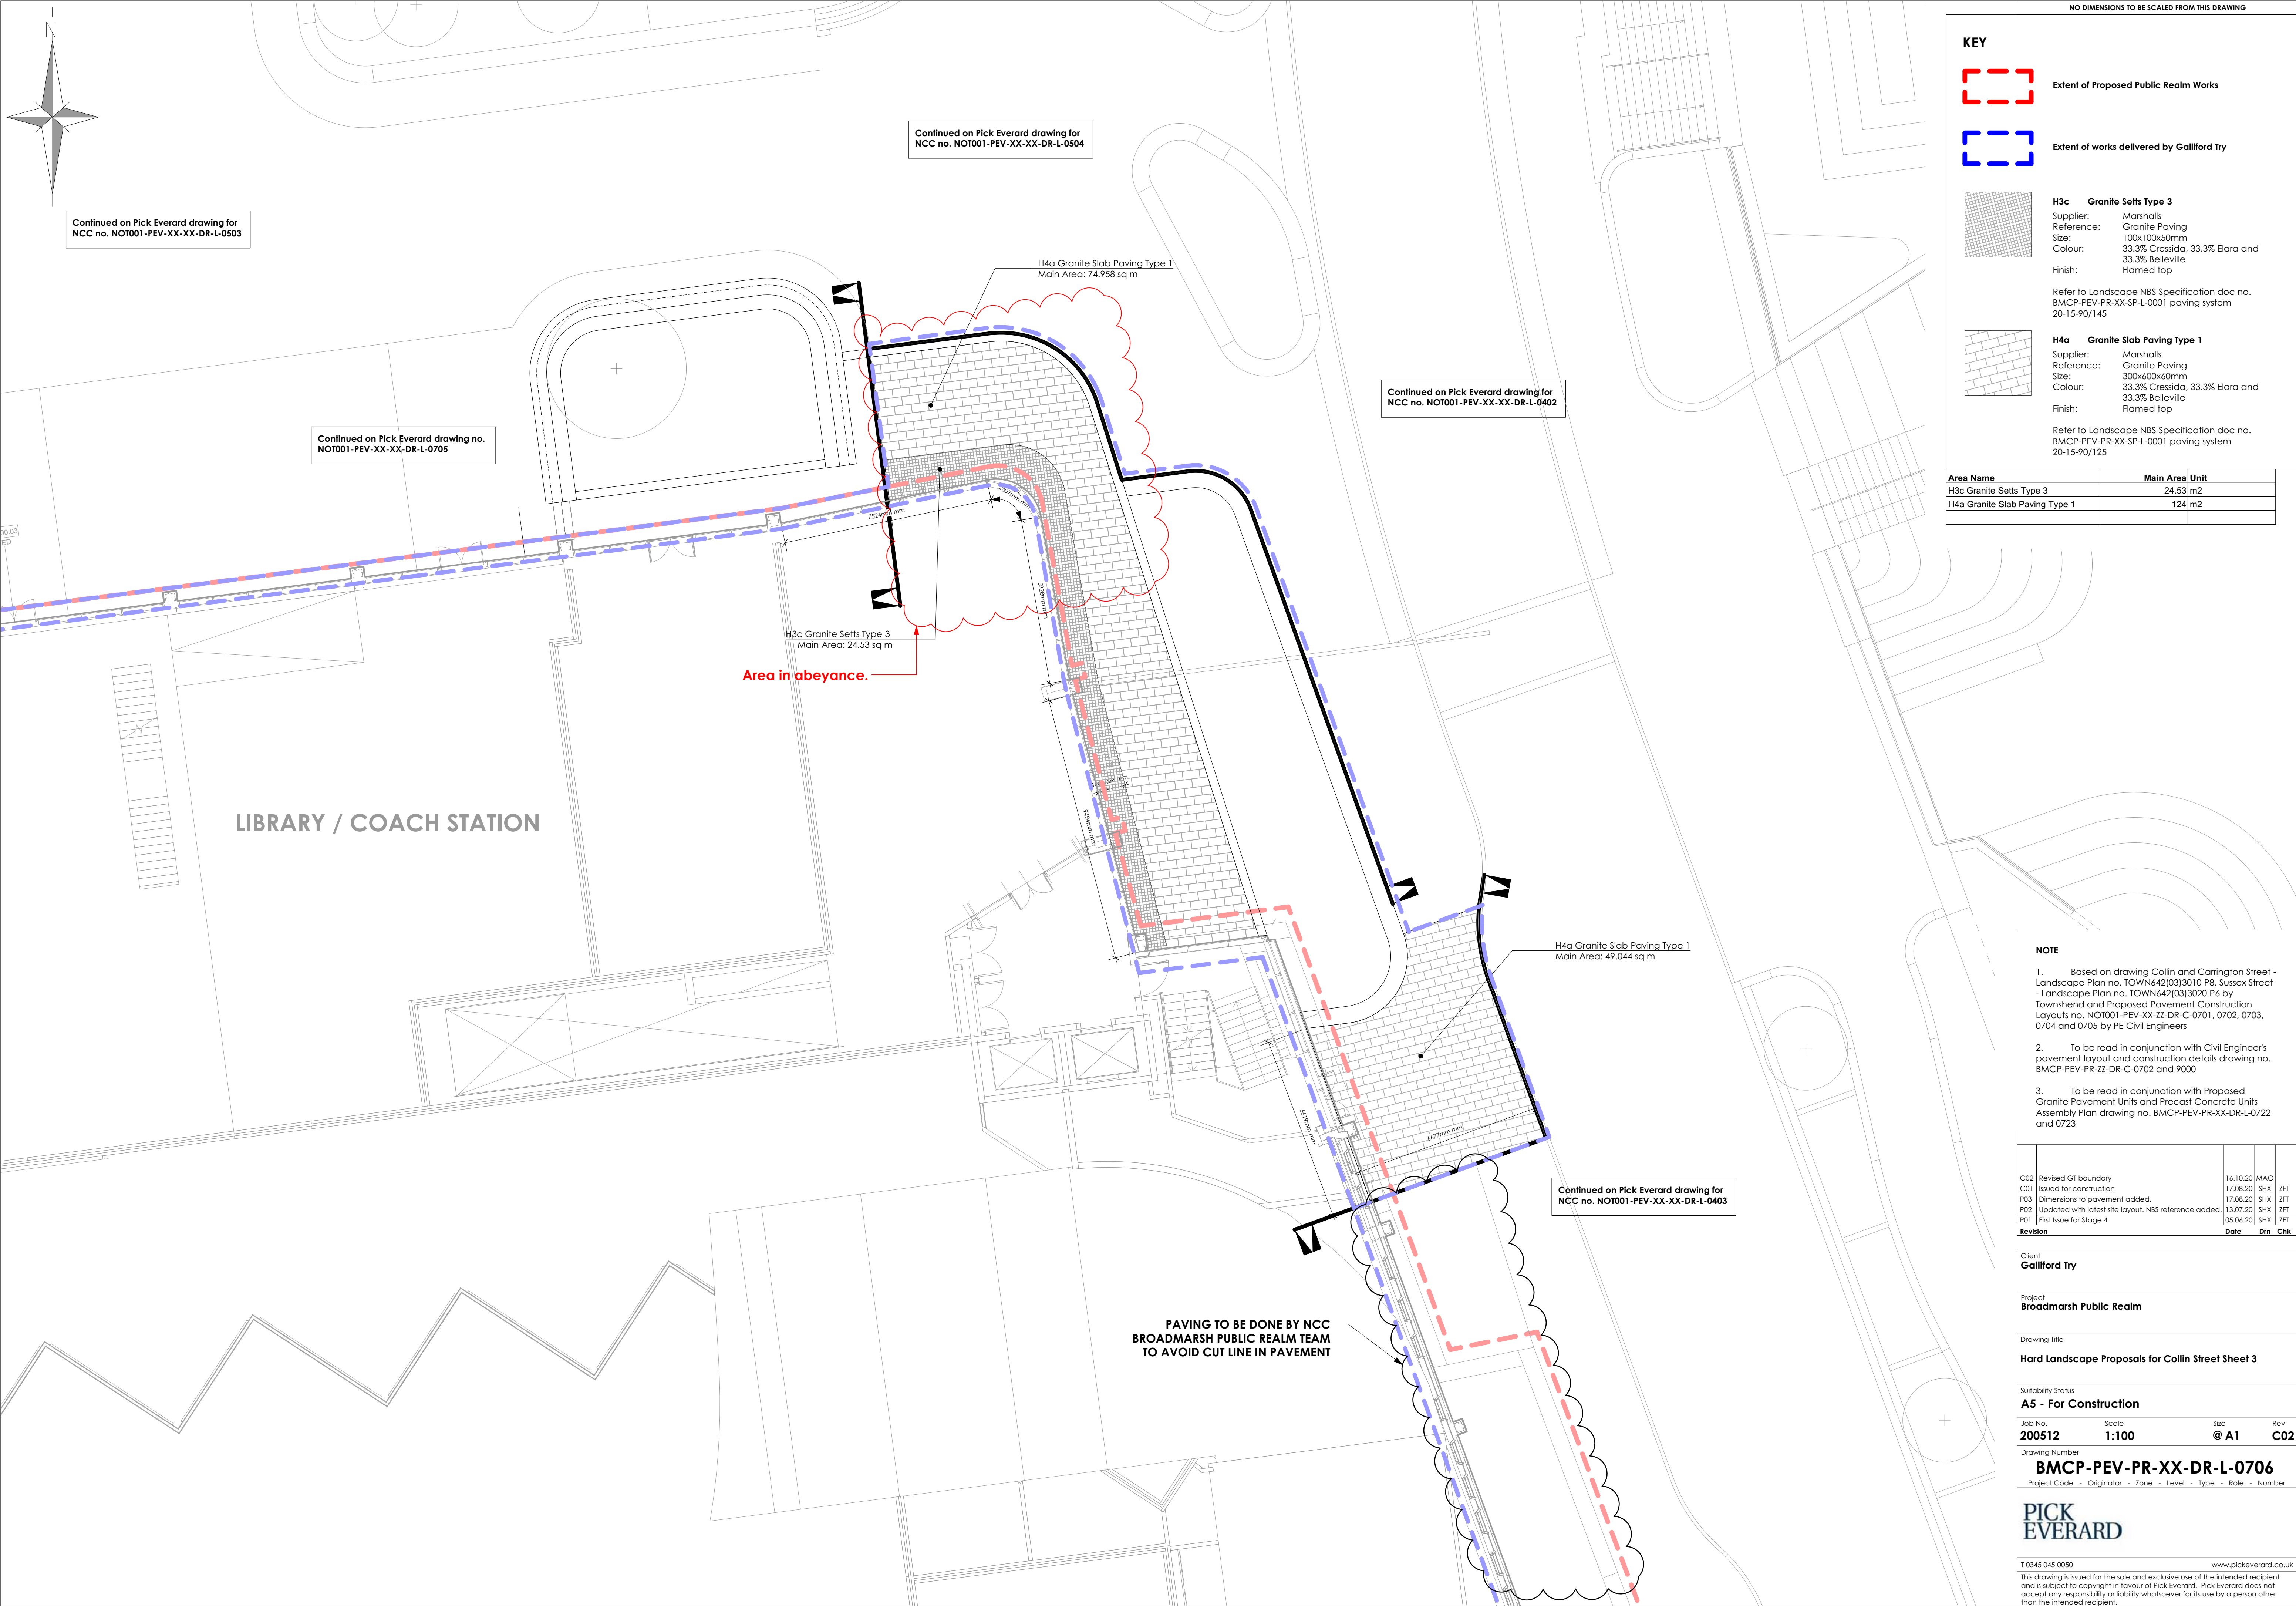 NO DIMENSIONS TO BE SCALED FROM THIS DRAWING
N
Continued on Pick Everard drawing for
NCC no. NOT001-PEV-XX-XX-DR-L-0503
Continued on Pick Everard drawing for
NCC no. NOT001-PEV-XX-XX-DR-L-0504
Continued on Pick Everard drawing no.
NOT001-PEV-XX-XX-DR-L-0705
Continued on Pick Everard drawing for
NCC no. NOT001-PEV-XX-XX-DR-L-0402
H4a Granite Slab Paving Type 1
Main Area: 74.958 sq m
7524mm mm
5928mm mm
H3c Granite Setts Type 3
Main Area: 24.53 sq m
Area in abeyance.
9494mm mm
LIBRARY / COACH STATION
H4a Granite Slab Paving Type 1
Main Area: 49.044 sq m
6619mm mm
6677mm mm
Continued on Pick Everard drawing for
NCC no. NOT001-PEV-XX-XX-DR-L-0403
PAVING TO BE DONE BY NCC
BROADMARSH PUBLIC REALM TEAM
TO AVOID CUT LINE IN PAVEMENT
KEY
Extent of Proposed Public Realm Works
Extent of works delivered by Galliford Try
H3c Granite Setts Type 3
Supplier: Marshalls
Reference: Granite Paving
Size: 100x100x50mm
Colour: 33.3% Cressida, 33.3% Elara and
33.3% Belleville
Finish: Flamed top
Refer to Landscape NBS Specification doc no.
BMCP-PEV-PR-XX-SP-L-0001 paving system
20-15-90/145
H4a Granite Slab Paving Type 1
Supplier: Marshalls
Reference: Granite Paving
Size: 300x600x60mm
Colour: 33.3% Cressida, 33.3% Elara and
33.3% Belleville
Finish: Flamed top
Refer to Landscape NBS Specification doc no.
BMCP-PEV-PR-XX-SP-L-0001 paving system
20-15-90/125
Area Name Main Area Unit
H3c Granite Setts Type 3 24.53 m2
H4a Granite Slab Paving Type 1 124 m2
NOTE
1. Based on drawing Collin and Carrington Street -
Landscape Plan no. TOWN642(03)3010 P8, Sussex Street
- Landscape Plan no. TOWN642(03)3020 P6 by
Townshend and Proposed Pavement Construction
Layouts no. NOT001-PEV-XX-ZZ-DR-C-0701, 0702, 0703,
0704 and 0705 by PE Civil Engineers
2. To be read in conjunction with Civil Engineer's
pavement layout and construction details drawing no.
BMCP-PEV-PR-ZZ-DR-C-0702 and 9000
3. To be read in conjunction with Proposed
Granite Pavement Units and Precast Concrete Units
Assembly Plan drawing no. BMCP-PEV-PR-XX-DR-L-0722
and 0723
C02 Revised GT boundary 16.10.20 MAO
C01 Issued for construction 17.08.20 SHX ZFT
P03 Dimensions to pavement added. 17.08.20 SHX ZFT
P02 Updated with latest site layout. NBS reference added. 13.07.20 SHX ZFT
P01 First Issue for Stage 4 05.06.20 SHX ZFT
Revision Date Drn Chk
Client
Galliford Try
Project
Broadmarsh Public Realm
Drawing Title
Hard Landscape Proposals for Collin Street Sheet 3
Suitability Status
A5 - For Construction
Job No. Scale Size Rev
200512 1:100 @ A1 C02
Drawing Number
BMCP-PEV-PR-XX-DR-L-0706
Project Code - Originator - Zone - Level - Type - Role - Number
PICK
EVERARD
T 0345 045 0050 www.pickeverard.co.uk
This drawing is issued for the sole and exclusive use of the intended recipient
and is subject to copyright in favour of Pick Everard. Pick Everard does not
accept any responsibility or liability whatsoever for its use by a person other
than the intended recipient.